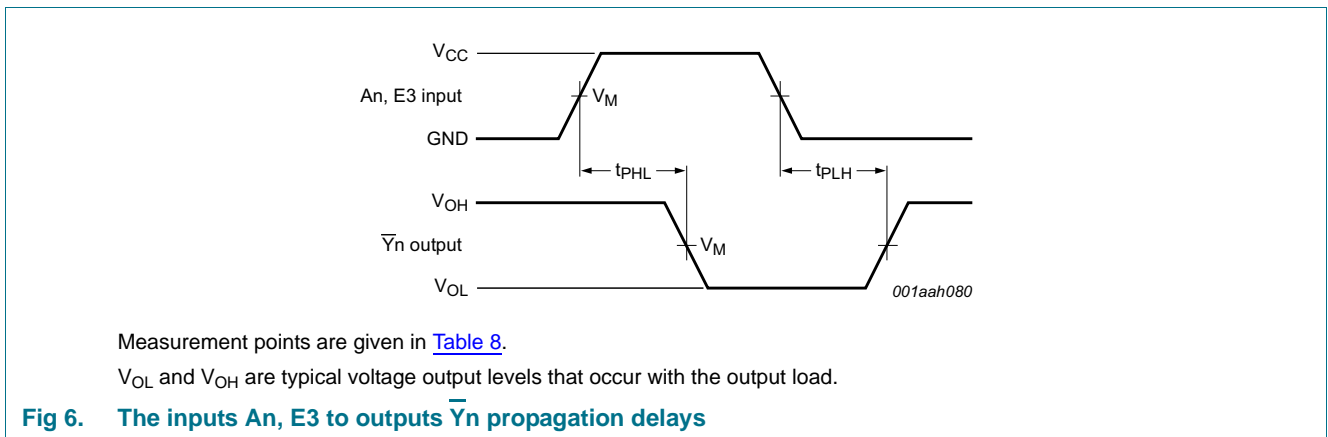 VCC
An, E3 input
VM
GND
tPHL
tPLH
VOH
Y̅n output
VM
VOL
001aah080
Measurement points are given in Table 8.
VOL and VOH are typical voltage output levels that occur with the output load.
Fig 6. The inputs An, E3 to outputs Y̅n propagation delays